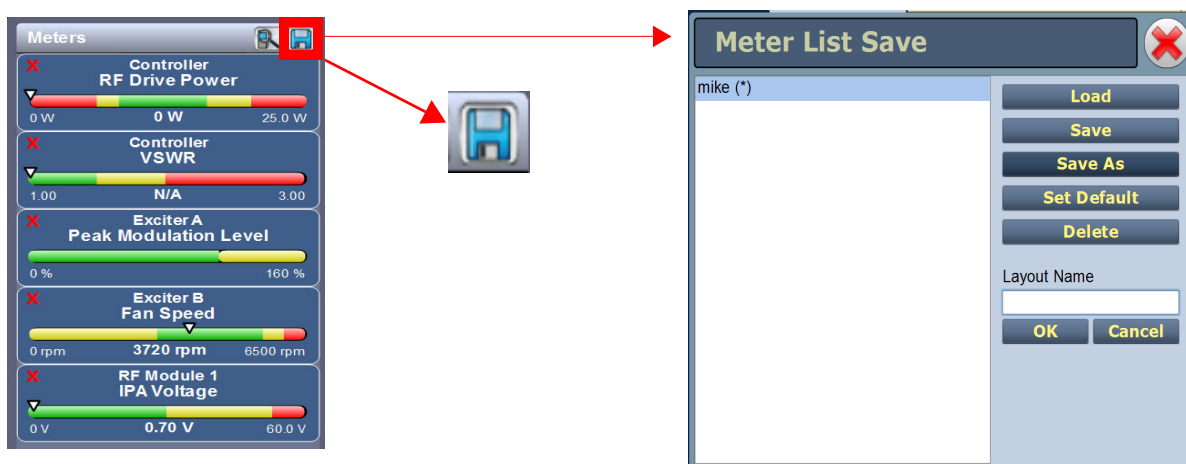 Meters
X Controller
RF Drive Power
0 W 0 W 25.0 W
X Controller
VSWR
1.00 N/A 3.00
X Exciter A
Peak Modulation Level
0 % 160 %
X Exciter B
Fan Speed
0 rpm 3720 rpm 6500 rpm
X RF Module 1
IPA Voltage
0 V 0.70 V 60.0 V
Meter List Save
mike (*)
Load
Save
Save As
Set Default
Delete
Layout Name
OK Cancel